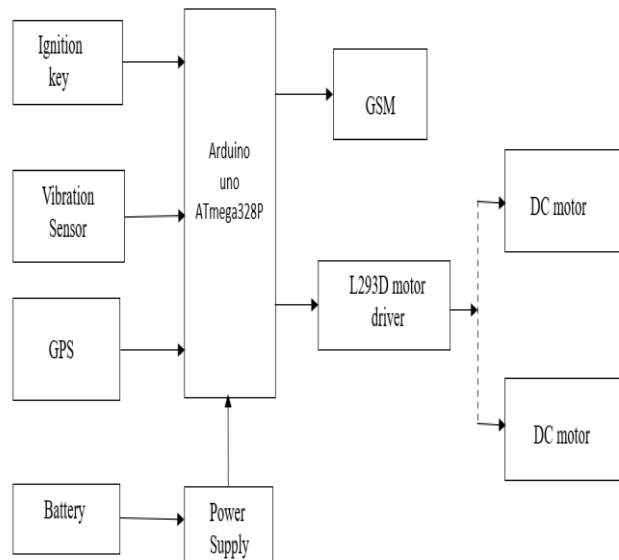 Ignition
key
Arduino
uno
ATmega328P
GSM
Vibration
Sensor
DC motor
L293D motor
driver
GPS
DC motor
Battery
Power
Supply